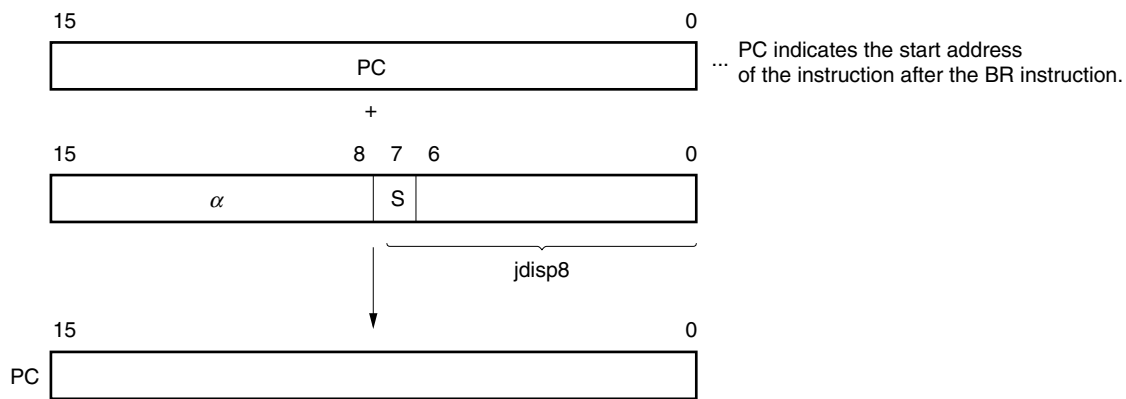 15 0
PC
... PC indicates the start address
of the instruction after the BR instruction.
+
15 8 7 6 0
α S
jdisp8
15 0
PC